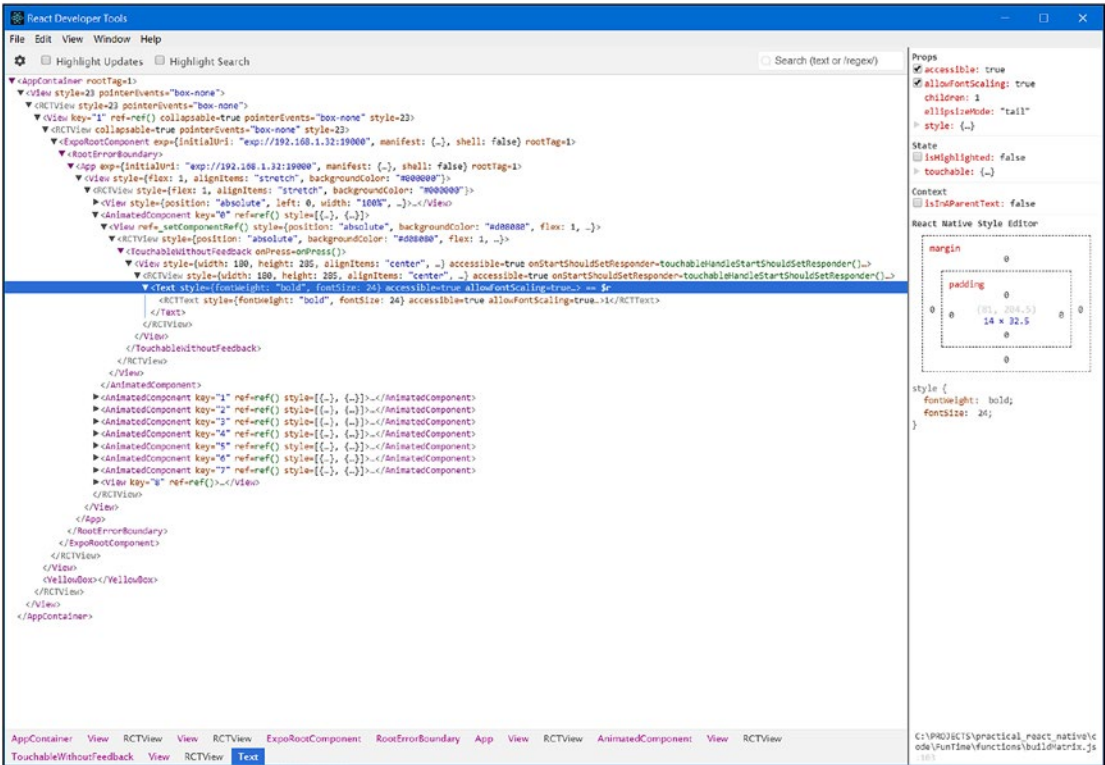 React Developer Tools
File Edit View Window Help
Highlight Updates Highlight Search Search (text or /regex/)
▼<AppContainer rootTag=1>
▼<View style=23 pointerEvents="box-none">
▼<RCTView style=23 pointerEvents="box-none">
▼<View key="1" ref=ref() collapsable=true pointerEvents="box-none" style=23>
▼<RCTView collapsable=true pointerEvents="box-none" style=23>
▼<ExpoRootComponent exp={initialUri: "exp://192.168.1.32:19000", manifest: {…}, shell: false} rootTag=1>
▼<RootErrorBoundary>
▼<App exp={initialUri: "exp://192.168.1.32:19000", manifest: {…}, shell: false} rootTag=1>
▼<View style={flex: 1, alignItems: "stretch", backgroundColor: "#000000"}>
▼<RCTView style={flex: 1, alignItems: "stretch", backgroundColor: "#000000"}>
▶<View style={position: "absolute", left: 0, width: "100%", …}>…</View>
▼<AnimatedComponent key="0" ref=ref() style=[{…}, {…}]>
▼<View ref=_setComponentRef() style={position: "absolute", backgroundColor: "#d08080", flex: 1, …}>
▼<RCTView style={position: "absolute", backgroundColor: "#d08080", flex: 1, …}>
▼<TouchableWithoutFeedback onPress=onPress()>
▼<View style={width: 180, height: 205, alignItems: "center", …} accessible=true onStartShouldSetResponder=touchableHandleStartShouldSetResponder()…>
▼<RCTView style={width: 180, height: 205, alignItems: "center", …} accessible=true onStartShouldSetResponder=touchableHandleStartShouldSetResponder()…>
▼<Text style={fontWeight: "bold", fontSize: 24} accessible=true allowFontScaling=true…> == $r
<RCTText style={fontWeight: "bold", fontSize: 24} accessible=true allowFontScaling=true…>1</RCTText>
</Text>
</RCTView>
</View>
</TouchableWithoutFeedback>
</RCTView>
</View>
</AnimatedComponent>
▶<AnimatedComponent key="1" ref=ref() style=[{…}, {…}]>…</AnimatedComponent>
▶<AnimatedComponent key="2" ref=ref() style=[{…}, {…}]>…</AnimatedComponent>
▶<AnimatedComponent key="3" ref=ref() style=[{…}, {…}]>…</AnimatedComponent>
▶<AnimatedComponent key="4" ref=ref() style=[{…}, {…}]>…</AnimatedComponent>
▶<AnimatedComponent key="5" ref=ref() style=[{…}, {…}]>…</AnimatedComponent>
▶<AnimatedComponent key="6" ref=ref() style=[{…}, {…}]>…</AnimatedComponent>
▶<AnimatedComponent key="7" ref=ref() style=[{…}, {…}]>…</AnimatedComponent>
▶<View key="8" ref=ref()>…</View>
</RCTView>
</View>
</App>
</RootErrorBoundary>
</ExpoRootComponent>
</RCTView>
</View>
<YellowBox></YellowBox>
</RCTView>
</View>
</AppContainer>
AppContainer View RCTView View RCTView ExpoRootComponent RootErrorBoundary App View RCTView AnimatedComponent View RCTView
TouchableWithoutFeedback View RCTView Text
Props
accessible: true
allowFontScaling: true
children: 1
ellipsizeMode: "tail"
▶ style: {…}
State
isHighlighted: false
▶ touchable: {…}
Context
isInAParentText: false
React Native Style Editor
margin
0
padding
0
0 0 (81, 204.5) 0 0
14 × 32.5
0
0
style {
fontWeight: bold;
fontSize: 24;
}
C:\PROJECTS\practical_react_native\c
ode\FunTime\functions\buildMatrix.js
:103